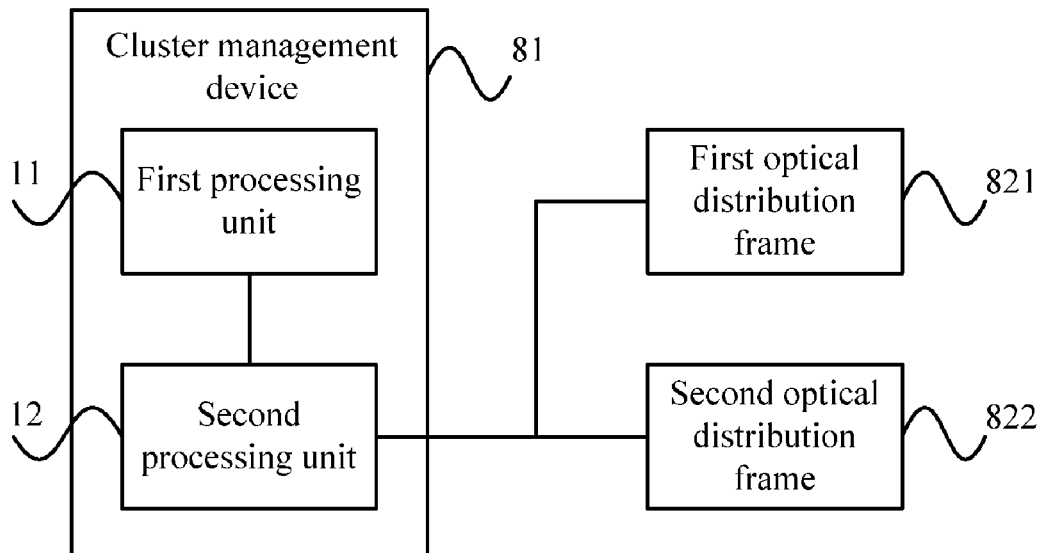 Cluster management
device
81
11
First processing
unit
First optical
distribution
frame
821
12
Second
processing unit
Second optical
distribution
frame
822